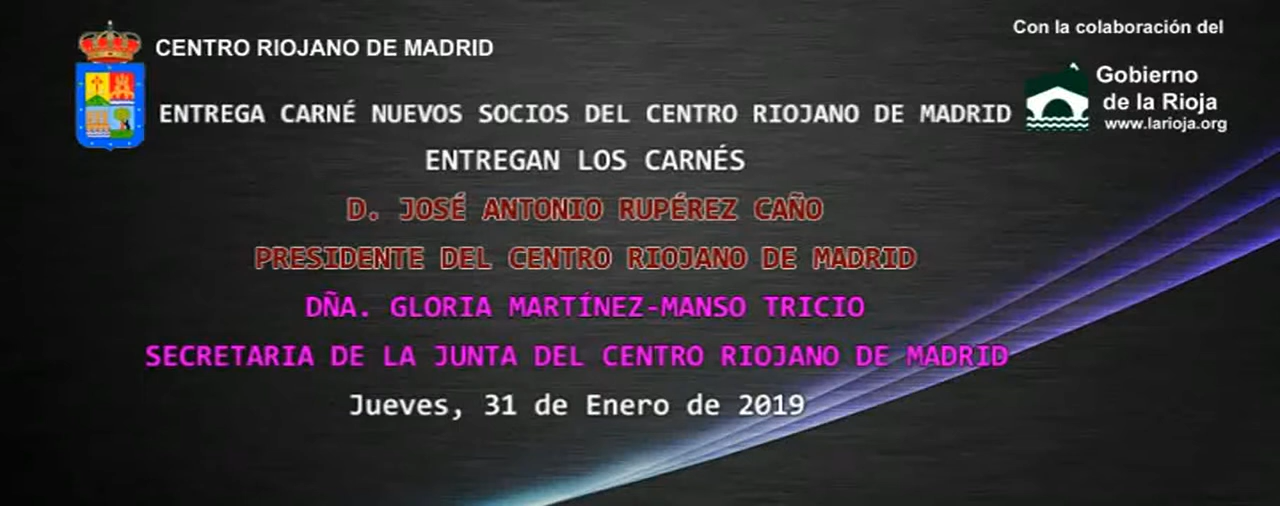 CENTRO RIOJANO DE MADRID
Con la colaboración del
Gobierno
de la Rioja
www.larioja.org
ENTREGA CARNÉ NUEVOS SOCIOS DEL CENTRO RIOJANO DE MADRID
ENTREGAN LOS CARNÉS
D. JOSÉ ANTONIO RUPÉREZ CAÑO
PRESIDENTE DEL CENTRO RIOJANO DE MADRID
DÑA. GLORIA MARTÍNEZ-MANSO TRICIO
SECRETARIA DE LA JUNTA DEL CENTRO RIOJANO DE MADRID
Jueves, 31 de Enero de 2019